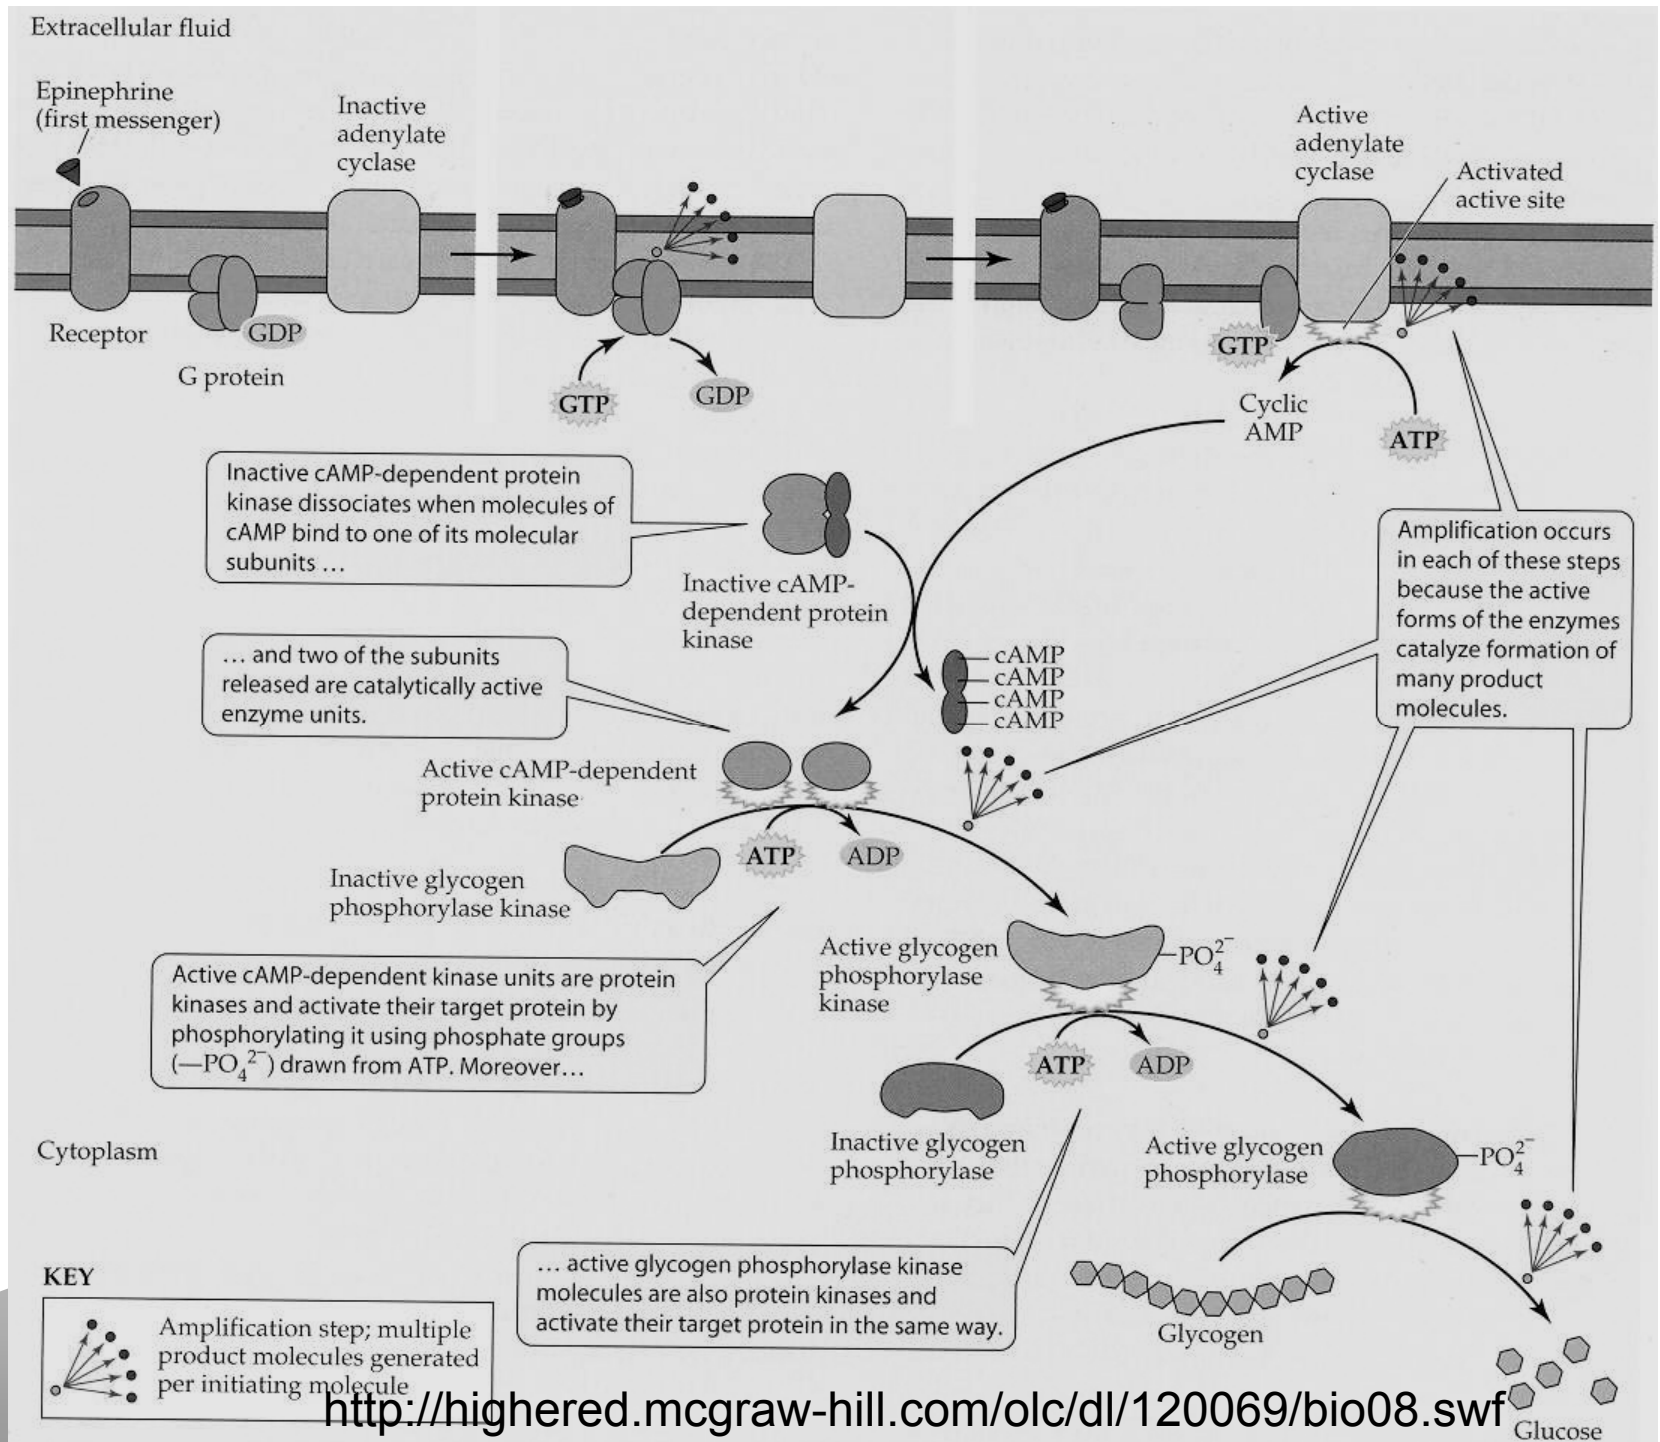 Extracellular fluid
Epinephrine
(first messenger)
Inactive
adenylate
cyclase
Active
adenylate
cyclase
Activated
active site
Receptor
GDP
G protein
GTP
GDP
GTP
Cyclic
AMP
ATP
Inactive cAMP-dependent protein
kinase dissociates when molecules of
cAMP bind to one of its molecular
subunits ...
Inactive cAMP-
dependent protein
kinase
Amplification occurs
in each of these steps
because the active
forms of the enzymes
catalyze formation of
many product
molecules.
... and two of the subunits
released are catalytically active
enzyme units.
cAMP
cAMP
cAMP
cAMP
Active cAMP-dependent
protein kinase
ATP
ADP
Inactive glycogen
phosphorylase kinase
Active glycogen
phosphorylase
kinase
–PO₄²⁻
Active cAMP-dependent kinase units are protein
kinases and activate their target protein by
phosphorylating it using phosphate groups
(—PO₄²⁻) drawn from ATP. Moreover...
ATP
ADP
Inactive glycogen
phosphorylase
Active glycogen
phosphorylase
–PO₄²⁻
Cytoplasm
... active glycogen phosphorylase kinase
molecules are also protein kinases and
activate their target protein in the same way.
Glycogen
Glucose
KEY
Amplification step; multiple
product molecules generated
per initiating molecule
http://highered.mcgraw-hill.com/olc/dl/120069/bio08.swf